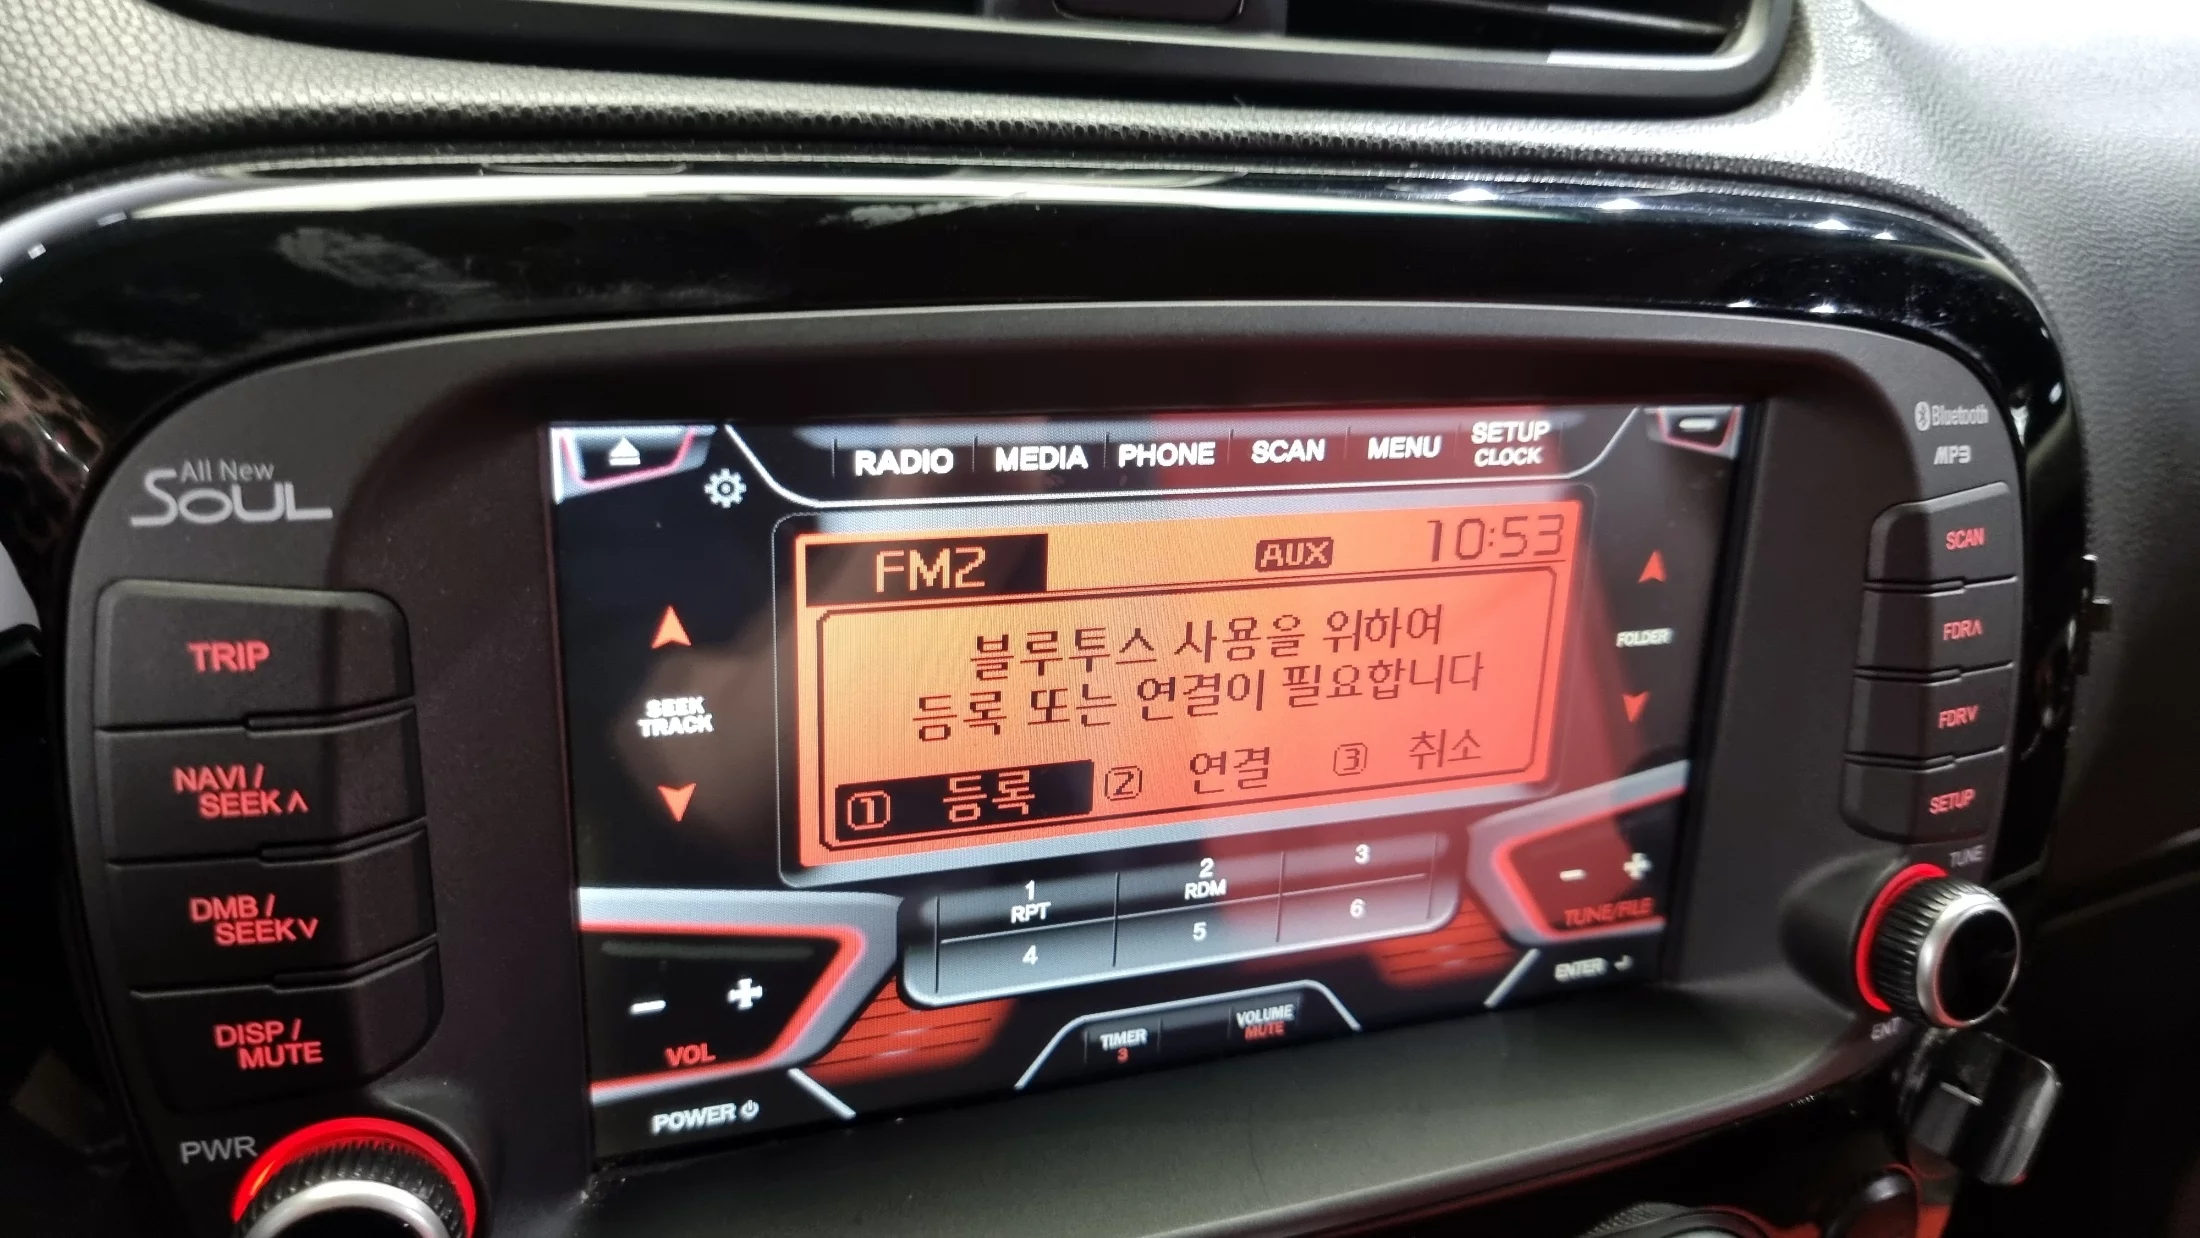 All New
SOUL
TRIP
NAVI /
SEEK ∧
DMB /
SEEK ∨
DISP /
MUTE
PWR
RADIO
MEDIA
PHONE
SCAN
MENU
SETUP
CLOCK
FM2
AUX
10:53
블루투스 사용을 위하여
등록 또는 연결이 필요합니다
① 등록 ② 연결 ③ 취소
SEEK
TRACK
FOLDER
1 2 3
RPT RDM
4 5 6
VOL
TUNE/FILE
ENTER
TIMER
3
VOLUME
MUTE
POWER
Bluetooth
MP3
SCAN
FDR∧
FDR∨
SETUP
TUNE
ENT